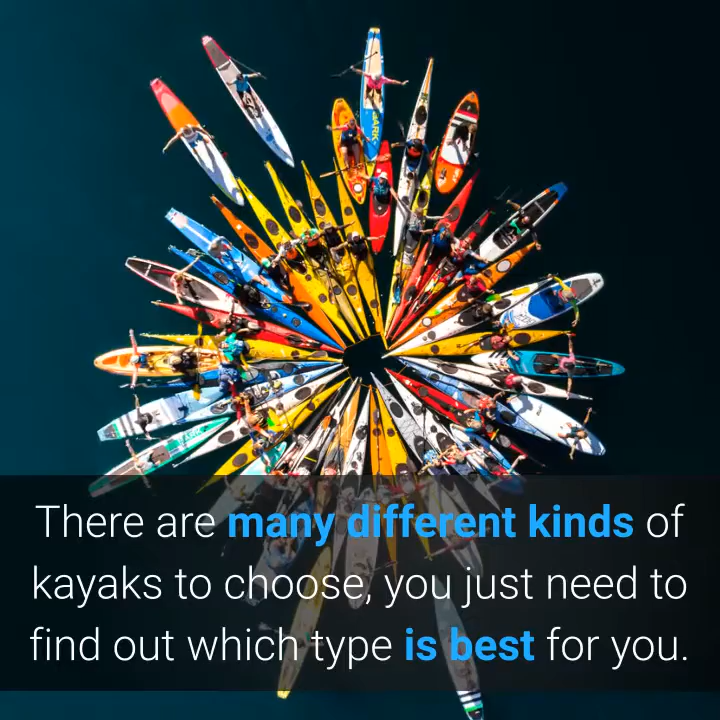 There are many different kinds of
kayaks to choose, you just need to
find out which type is best for you.